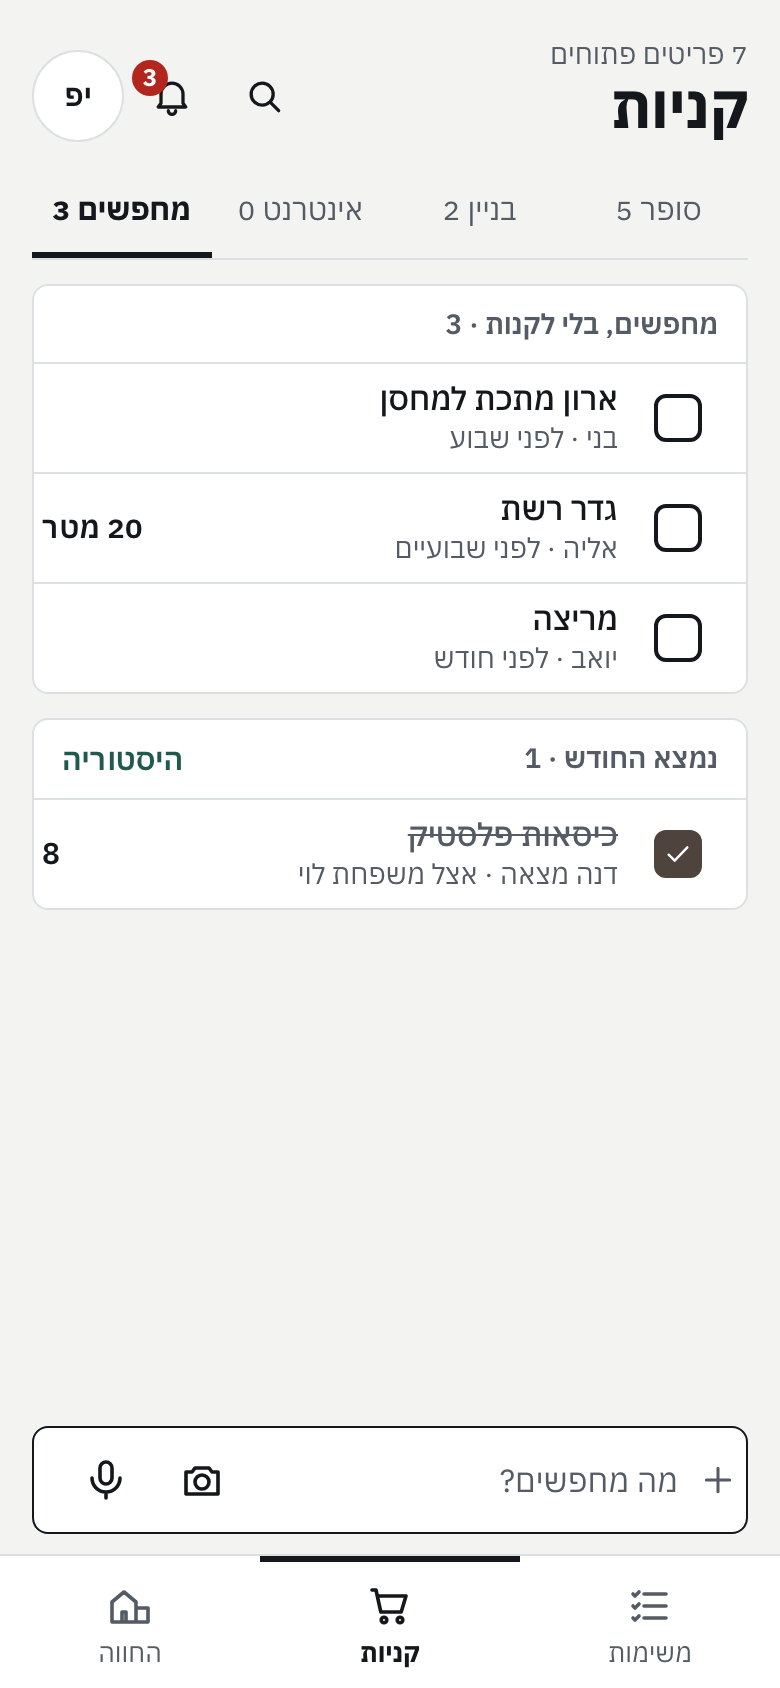 7 פריטים פתוחים
קניות
3
יפ
סופר 5
בניין 2
אינטרנט 0
מחפשים 3
מחפשים, בלי לקנות · 3
ארון מתכת למחסן
בני · לפני שבוע
גדר רשת
אליה · לפני שבועיים
20 מטר
מריצה
יואב · לפני חודש
נמצא החודש · 1
היסטוריה
כיסאות פלסטיק
דנה מצאה · אצל משפחת לוי
8
מה מחפשים?
משימות
קניות
החווה